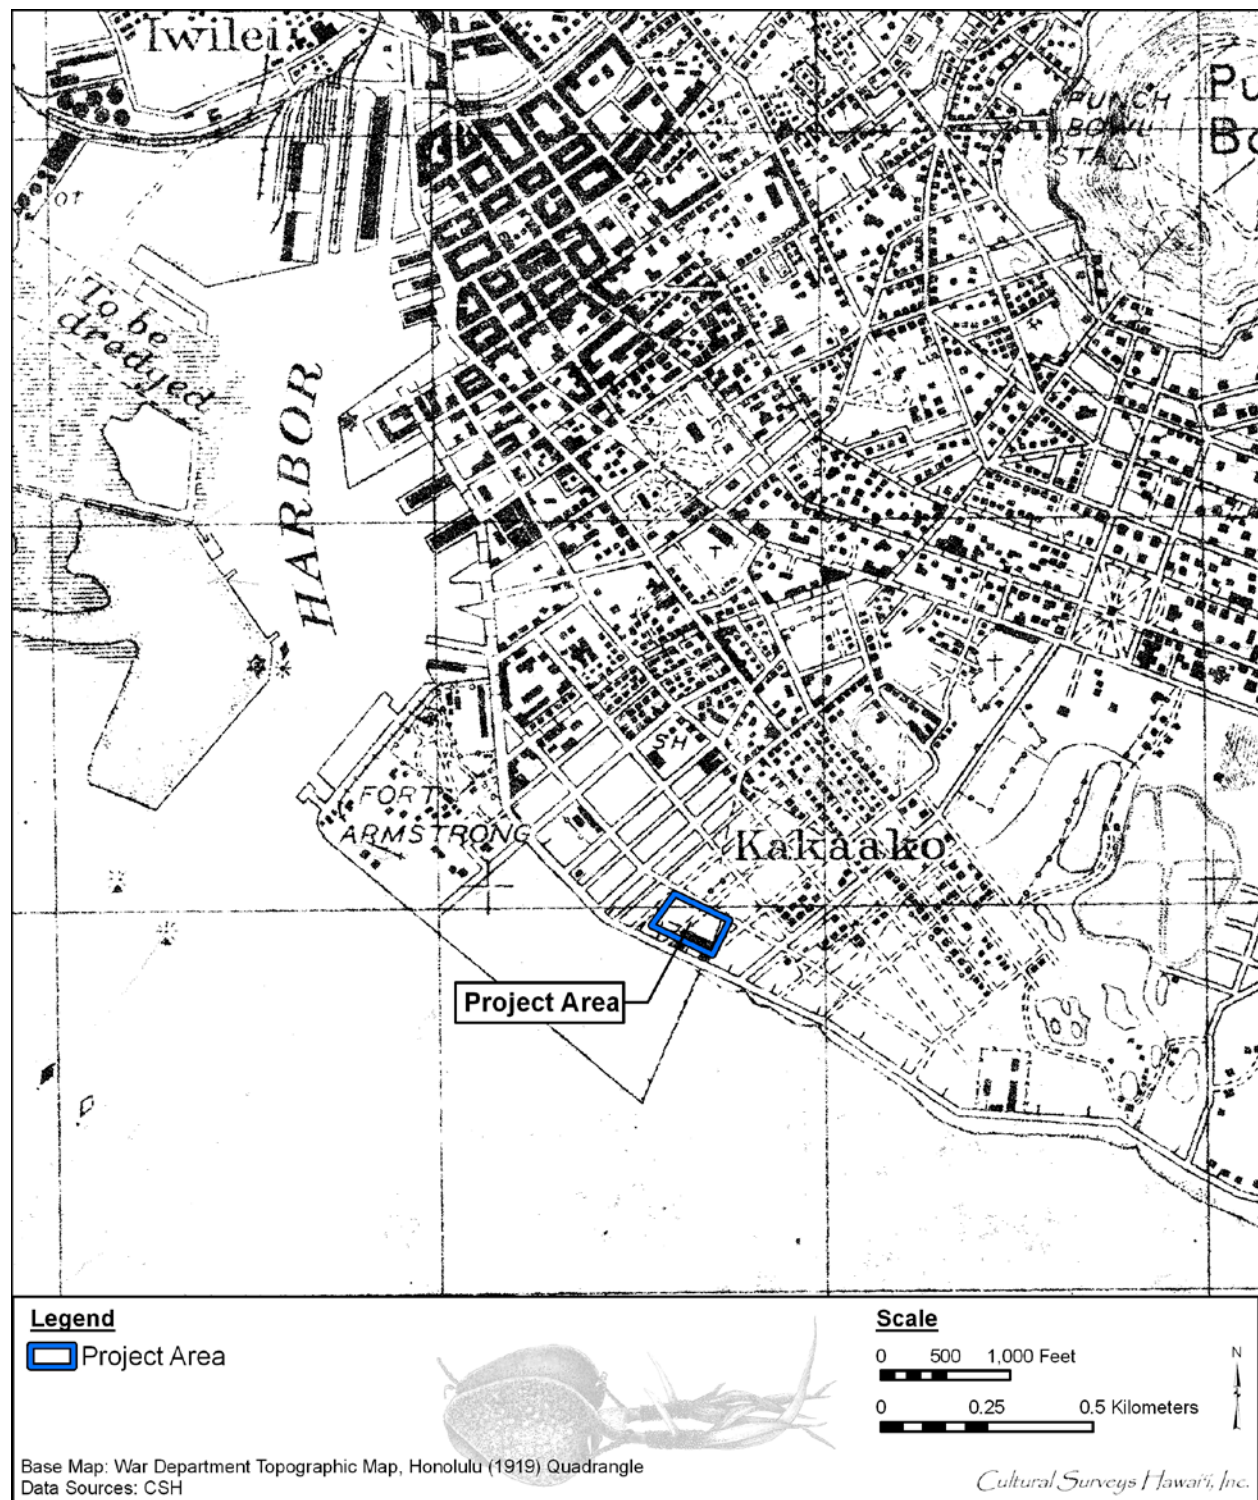 Iwilei
PUNCH
BOWL
STA
Pu
Bo
To be
dredged
HARBOR
T
SH
FORT
ARMSTRONG
Kakaako
Project Area
Legend
Project Area
Scale
0 500 1,000 Feet
0 0.25 0.5 Kilometers
N
Base Map: War Department Topographic Map, Honolulu (1919) Quadrangle
Data Sources: CSH
Cultural Surveys Hawai'i, Inc.